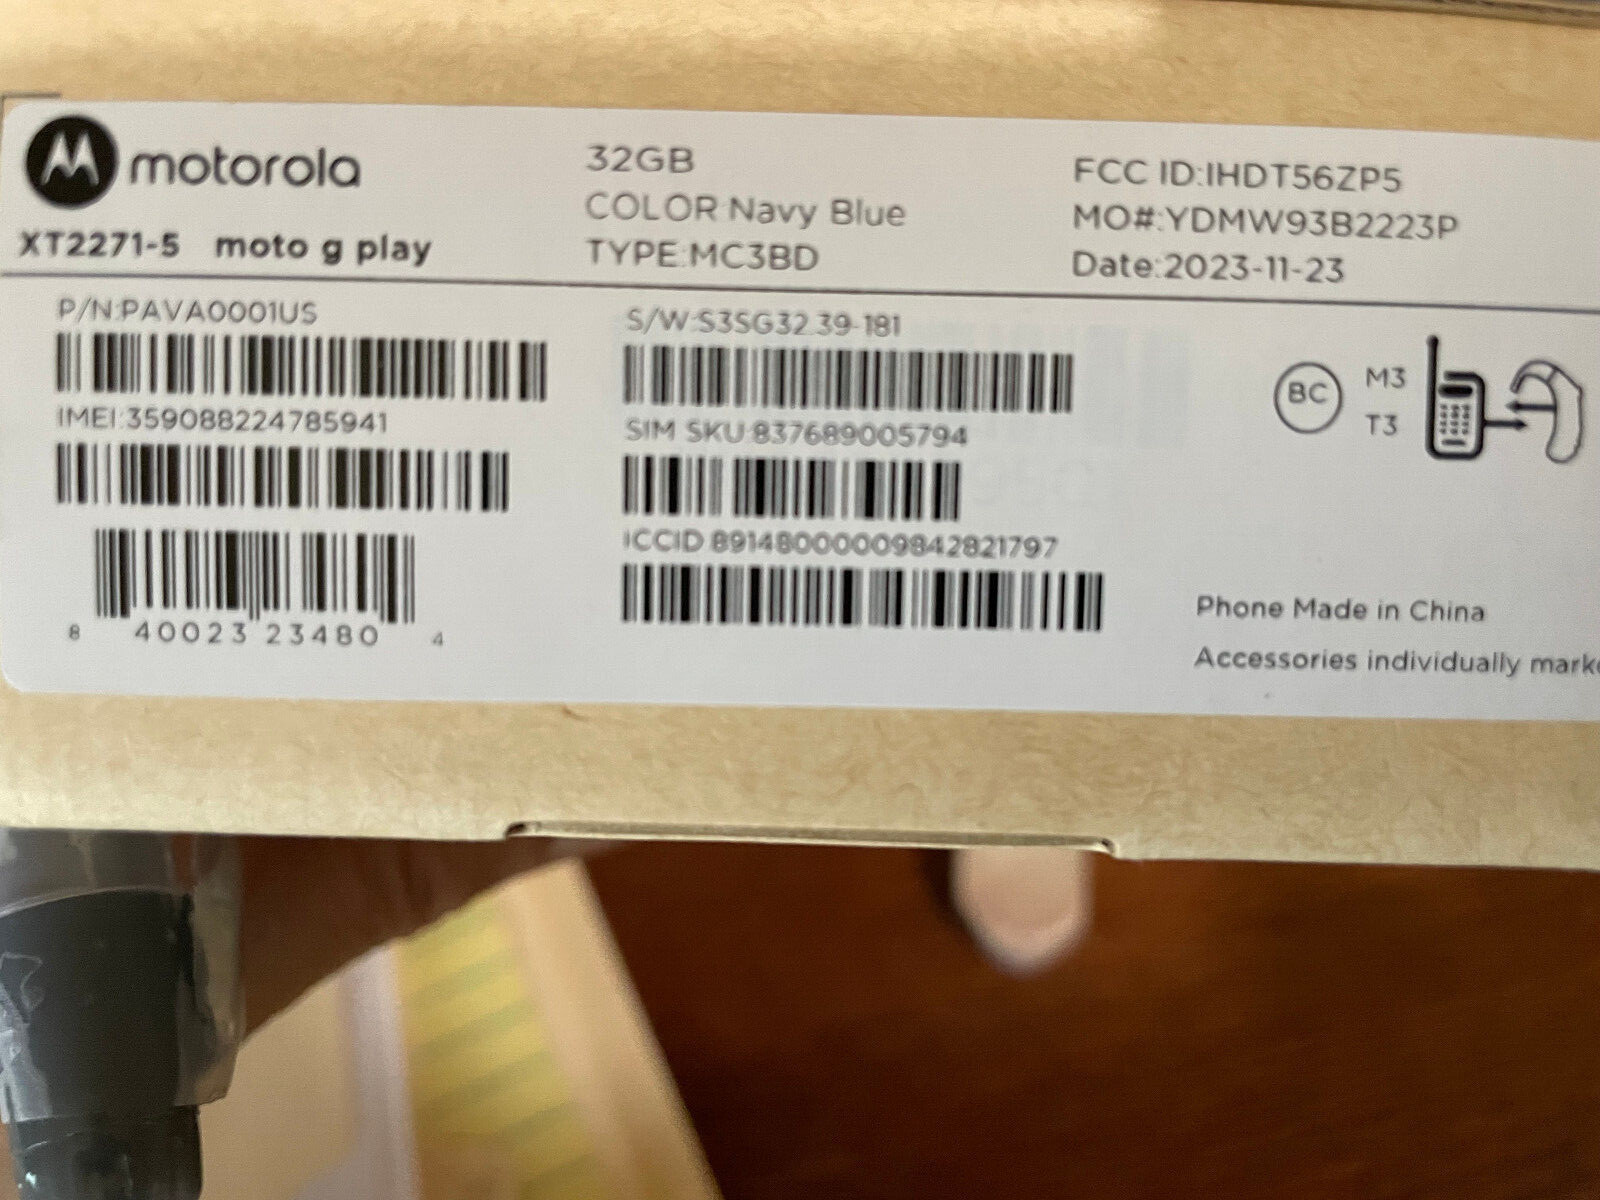 motorola
XT2271-5 moto g play
32GB
COLOR:Navy Blue
TYPE:MC3BD
FCC ID:IHDT56ZP5
MO#:YDMW93B2223P
Date:2023-11-23
P/N:PAVA0001US
IMEI:359088224785941
8 40023 23480 4
S/W:S3SG32.39-181
SIM SKU:837689005794
ICCID:89148000009842821797
BC
M3
T3
Phone Made in China
Accessories individually